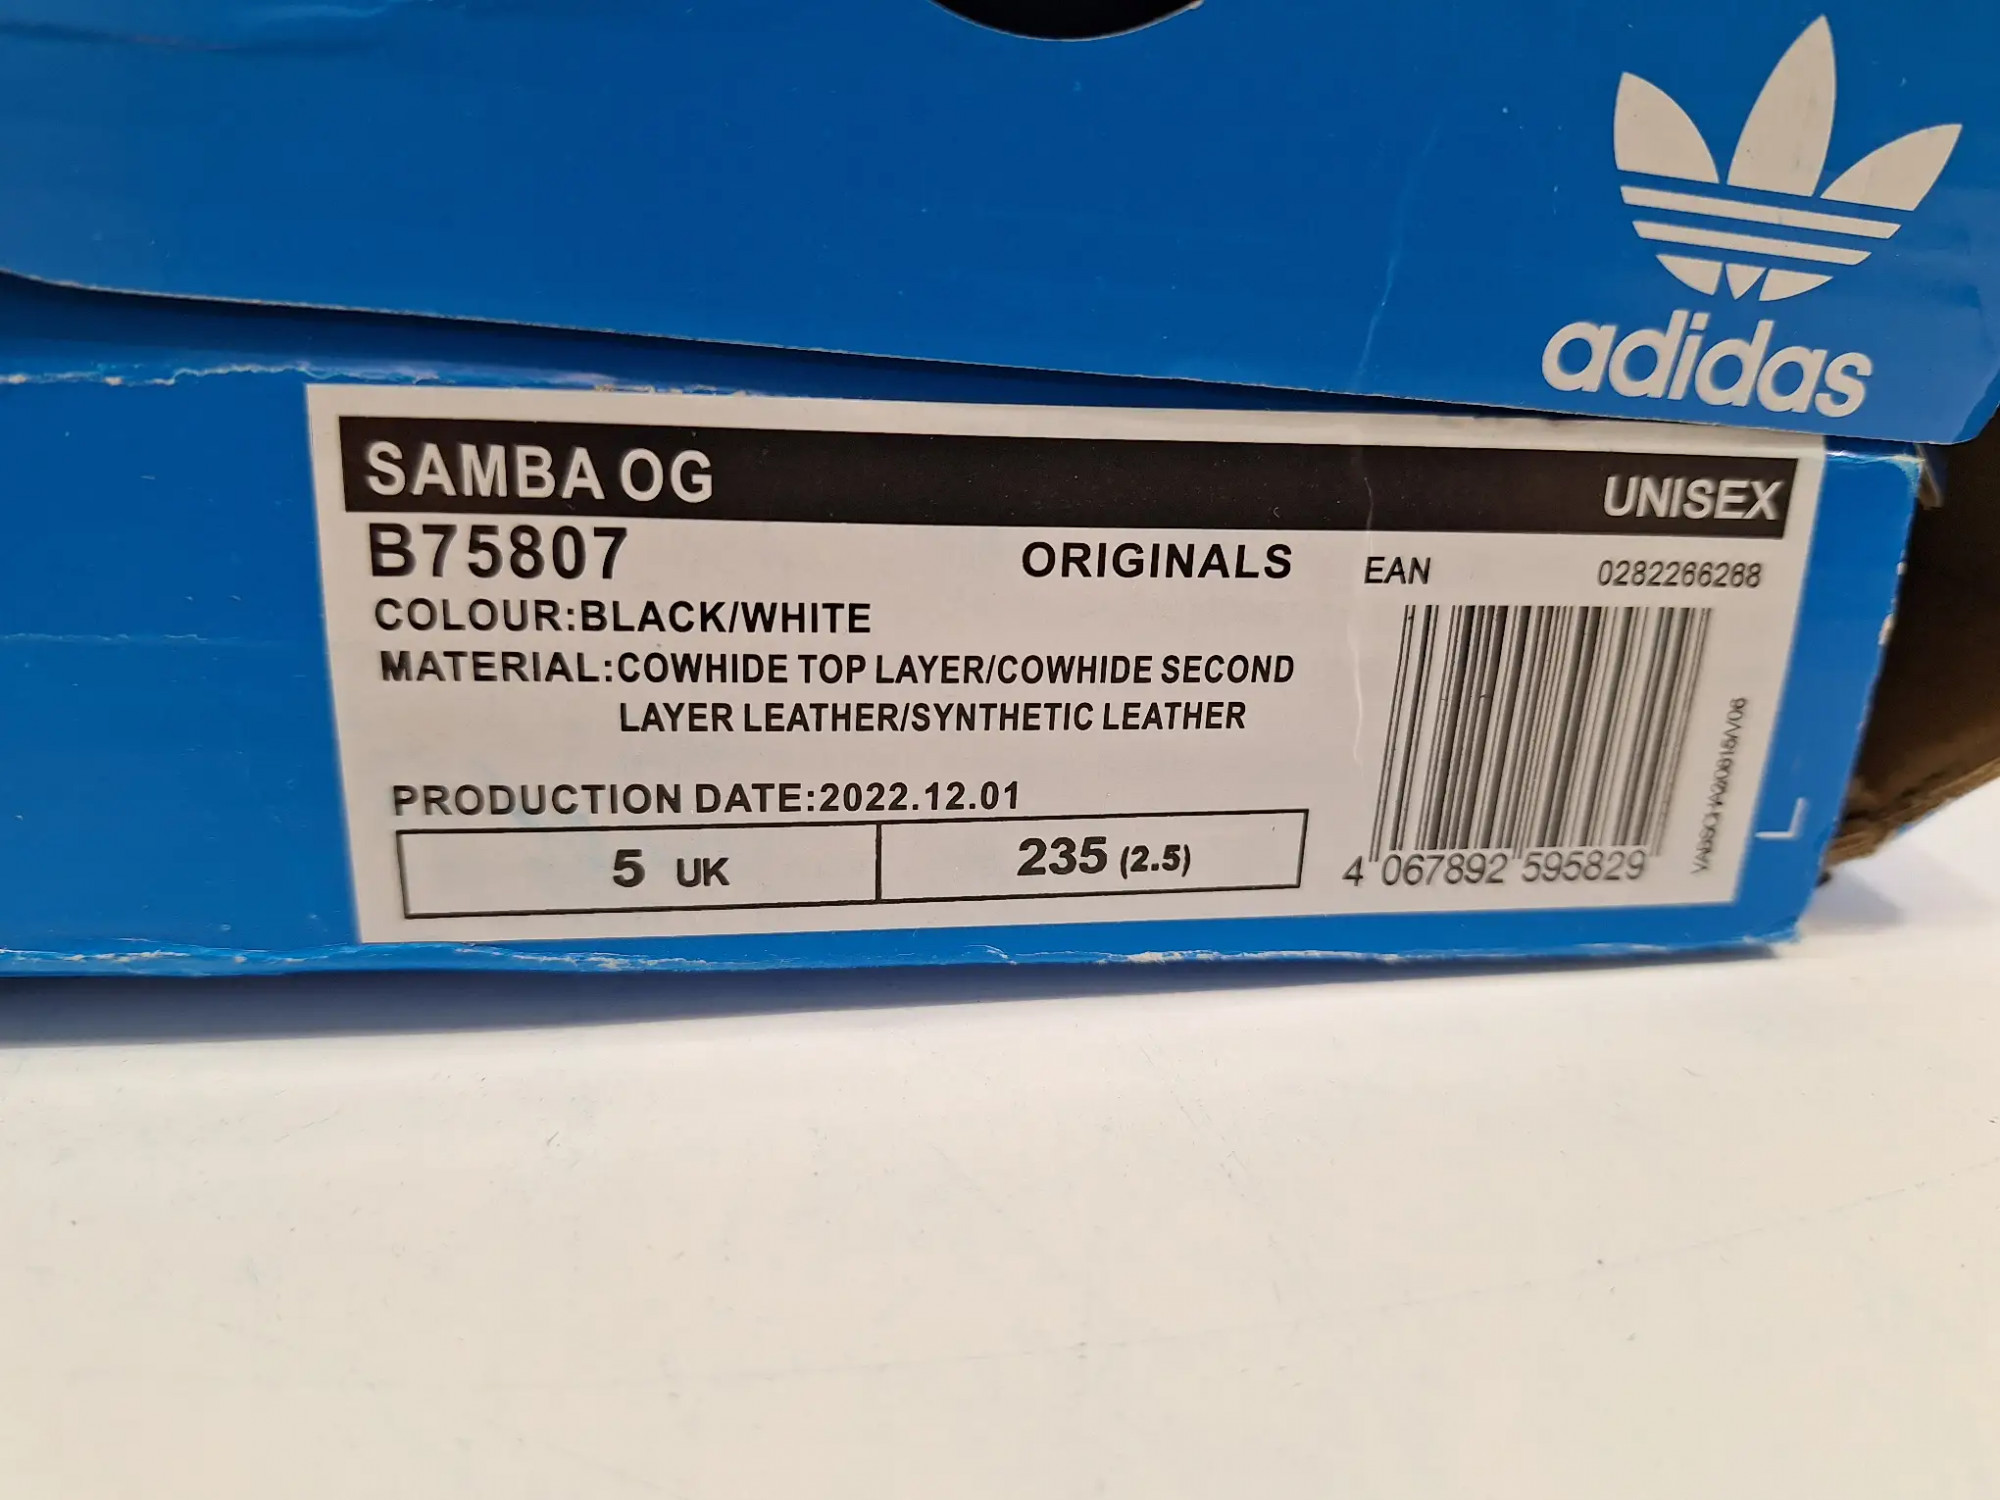 adidas
SAMBA OG UNISEX
B75807 ORIGINALS EAN 0282266268
COLOUR:BLACK/WHITE
MATERIAL:COWHIDE TOP LAYER/COWHIDE SECOND
LAYER LEATHER/SYNTHETIC LEATHER
PRODUCTION DATE:2022.12.01
5 UK 235 (2.5)
4 067892 595829